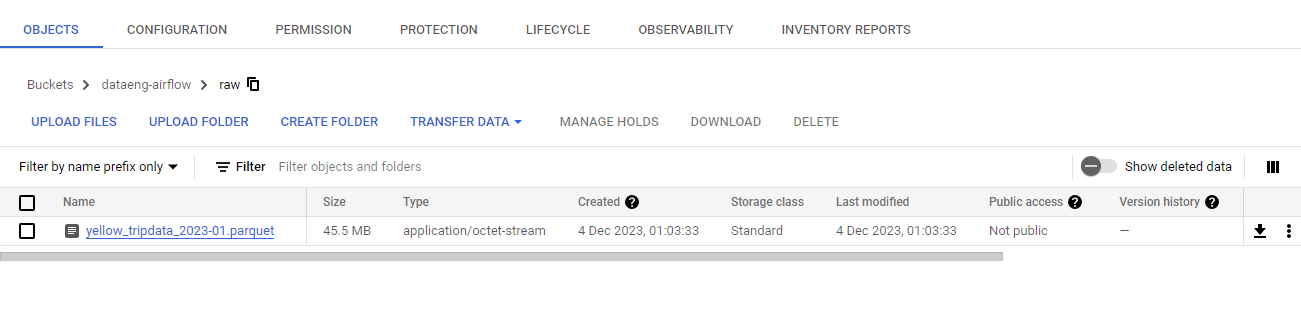 OBJECTS CONFIGURATION PERMISSION PROTECTION LIFECYCLE OBSERVABILITY INVENTORY REPORTS
Buckets dataeng-airflow raw
UPLOAD FILES UPLOAD FOLDER CREATE FOLDER TRANSFER DATA MANAGE HOLDS DOWNLOAD DELETE
Filter by name prefix only Filter Filter objects and folders Show deleted data
Name Size Type Created Storage class Last modified Public access Version history
yellow_tripdata_2023-01.parquet 45.5 MB application/octet-stream 4 Dec 2023, 01:03:33 Standard 4 Dec 2023, 01:03:33 Not public —